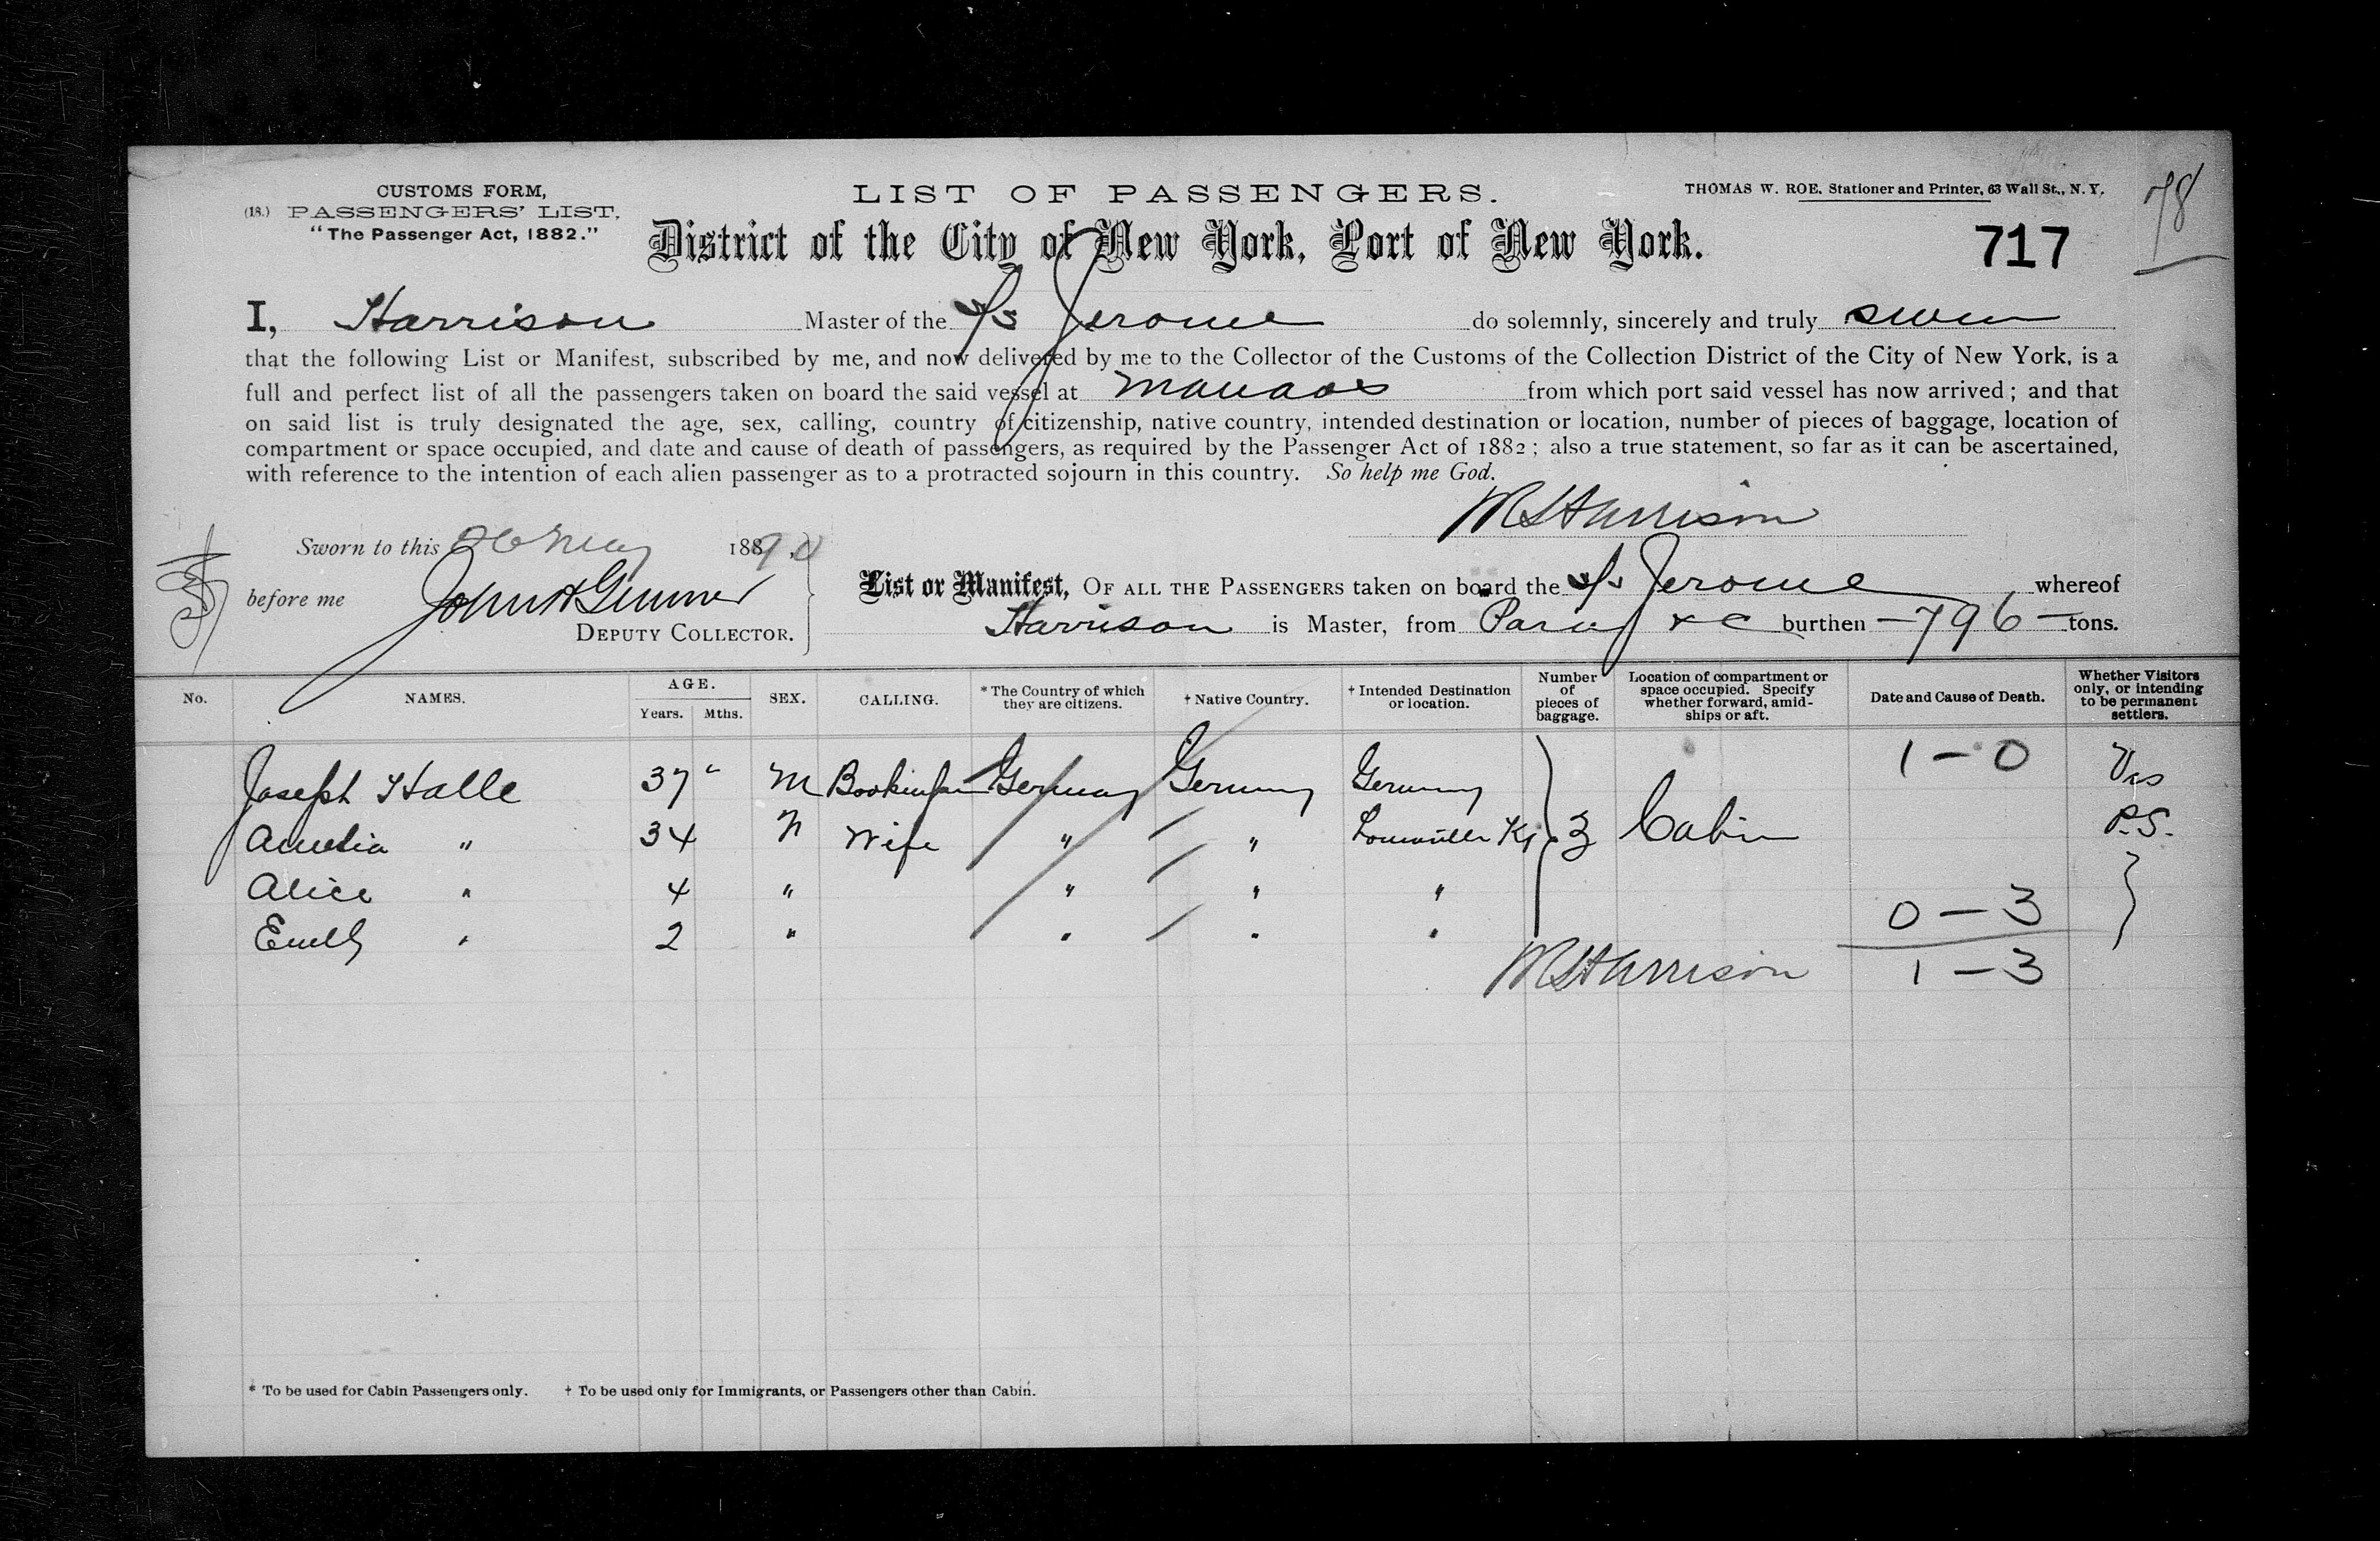 CUSTOMS FORM,
(18.) PASSENGERS' LIST,
"The Passenger Act, 1882."
LIST OF PASSENGERS.
THOMAS W. ROE, Stationer and Printer, 63 Wall St., N. Y.
78
District of the City of New York, Port of New York.
717
I, Harrison Master of the S/s Jerome do solemnly, sincerely and truly swear
that the following List or Manifest, subscribed by me, and now delivered by me to the Collector of the Customs of the Collection District of the City of New York, is a
full and perfect list of all the passengers taken on board the said vessel at Manaos from which port said vessel has now arrived; and that
on said list is truly designated the age, sex, calling, country of citizenship, native country, intended destination or location, number of pieces of baggage, location of
compartment or space occupied, and date and cause of death of passengers, as required by the Passenger Act of 1882; also a true statement, so far as it can be ascertained,
with reference to the intention of each alien passenger as to a protracted sojourn in this country. So help me God.
Harrison
Sworn to this 26 May 1890
before me John
DEPUTY COLLECTOR.
List or Manifest, OF ALL THE PASSENGERS taken on board the S/s Jerome, whereof
Harrison is Master, from Para &c burthen —796— tons.
No. NAMES. AGE. Years. Mths. SEX. CALLING. * The Country of which they are citizens. † Native Country. † Intended Destination or location. Number of pieces of baggage. Location of compartment or space occupied. Specify whether forward, amid-ships or aft. Date and Cause of Death. Whether Visitors only, or intending to be permanent settlers.
1 – 0
Joseph Halle 37 " M Germany Germany Germany Vis
Amelia " 34 Wife " " Louisville Ky 3 Cabin P.S.
Alice " 4 " " " "
0 – 3
Emily " 2 " " " "
Harrison 1 – 3
* To be used for Cabin Passengers only. † To be used only for Immigrants, or Passengers other than Cabin.